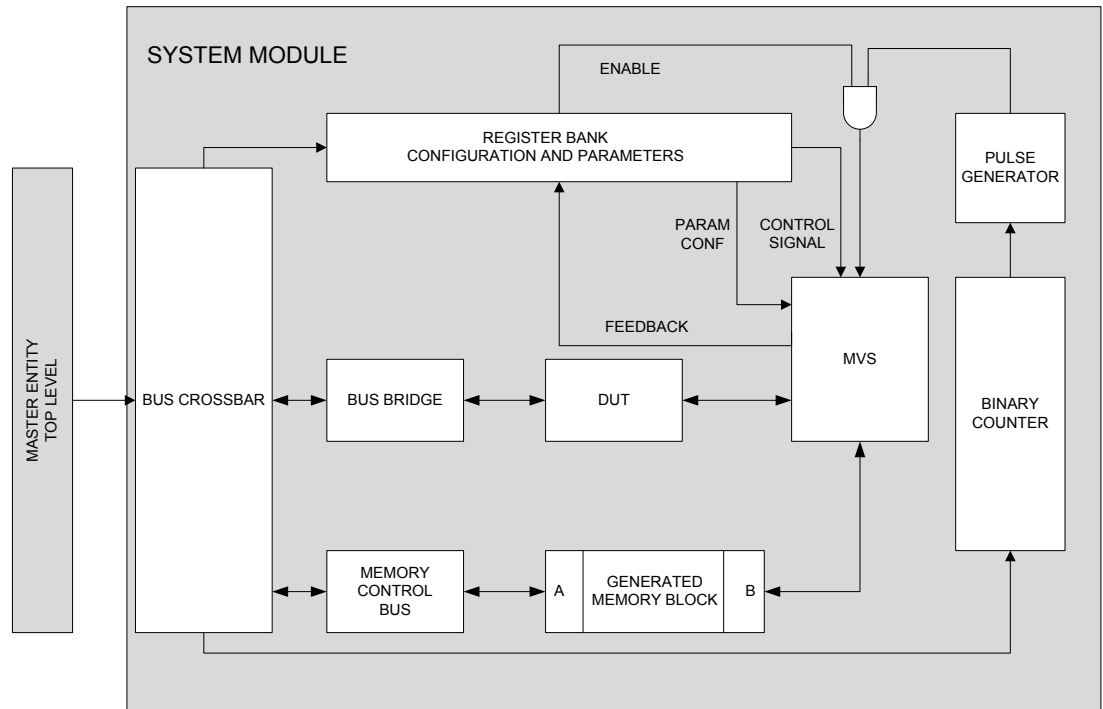 SYSTEM MODULE
ENABLE
REGISTER BANK
CONFIGURATION AND PARAMETERS
PULSE
GENERATOR
PARAM
CONF
CONTROL
SIGNAL
FEEDBACK
MASTER ENTITY
TOP LEVEL
BUS CROSSBAR
BUS BRIDGE
DUT
MVS
BINARY
COUNTER
MEMORY
CONTROL
BUS
A
GENERATED
MEMORY BLOCK
B